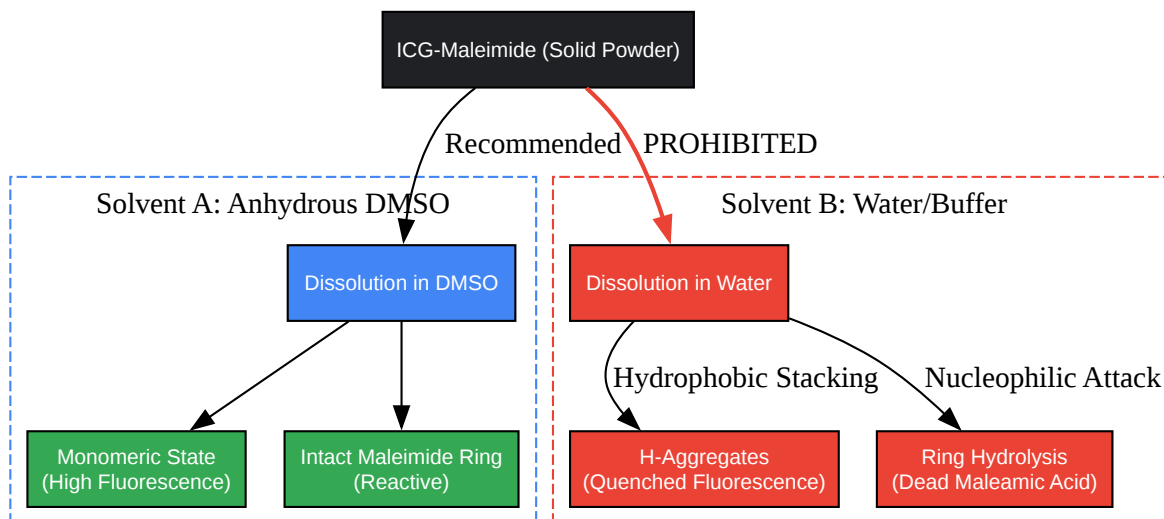 ICG-Maleimide (Solid Powder)
Recommended
PROHIBITED
Solvent A: Anhydrous DMSO
Solvent B: Water/Buffer
Dissolution in DMSO
Dissolution in Water
Hydrophobic Stacking
Nucleophilic Attack
Monomeric State
(High Fluorescence)
Intact Maleimide Ring
(Reactive)
H-Aggregates
(Quenched Fluorescence)
Ring Hydrolysis
(Dead Maleamic Acid)